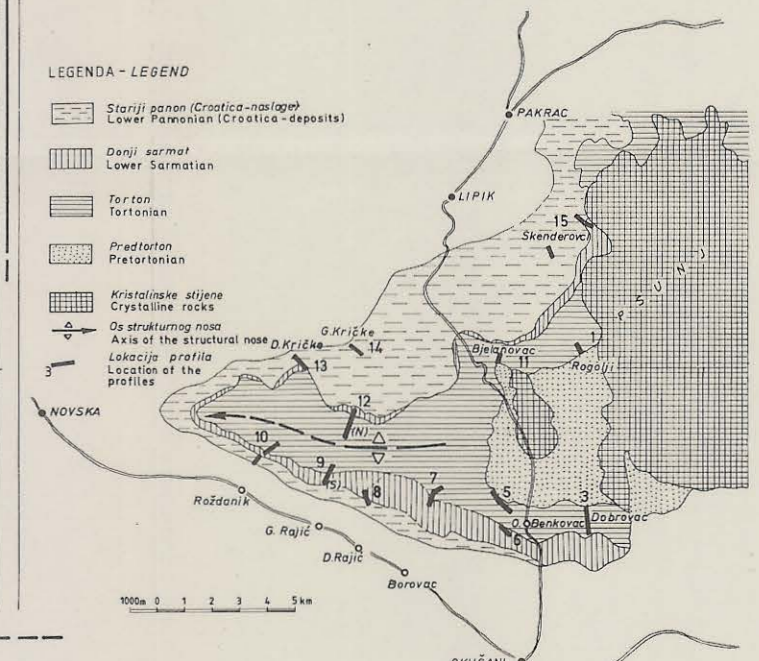 LEGENDA - LEGEND
Stariji panon (Croatica-naslage)
Lower Pannonian (Croatica-deposits)
Donji sarmat
Lower Sarmatian
Torton
Tortonian
Predtorton
Pretortonian
Kristalinske stijene
Crystalline rocks
Os strukturnog nosa
Axis of the structural nose
3
Lokacija profila
Location of the
profiles
PAKRAC
LIPIK
15
Skenderovci
PSUNJ
G.Kričke
D.Kričke
14
13
Bjelanovac
11
1
Rogolji
NOVSKA
12
(N)
10
9
(S)
8
7
5
3
Dobrovac
O.Benkovac
6
Roždanik
G. Rajić
D.Rajić
Borovac
1000m 0 1 2 3 4 5 km